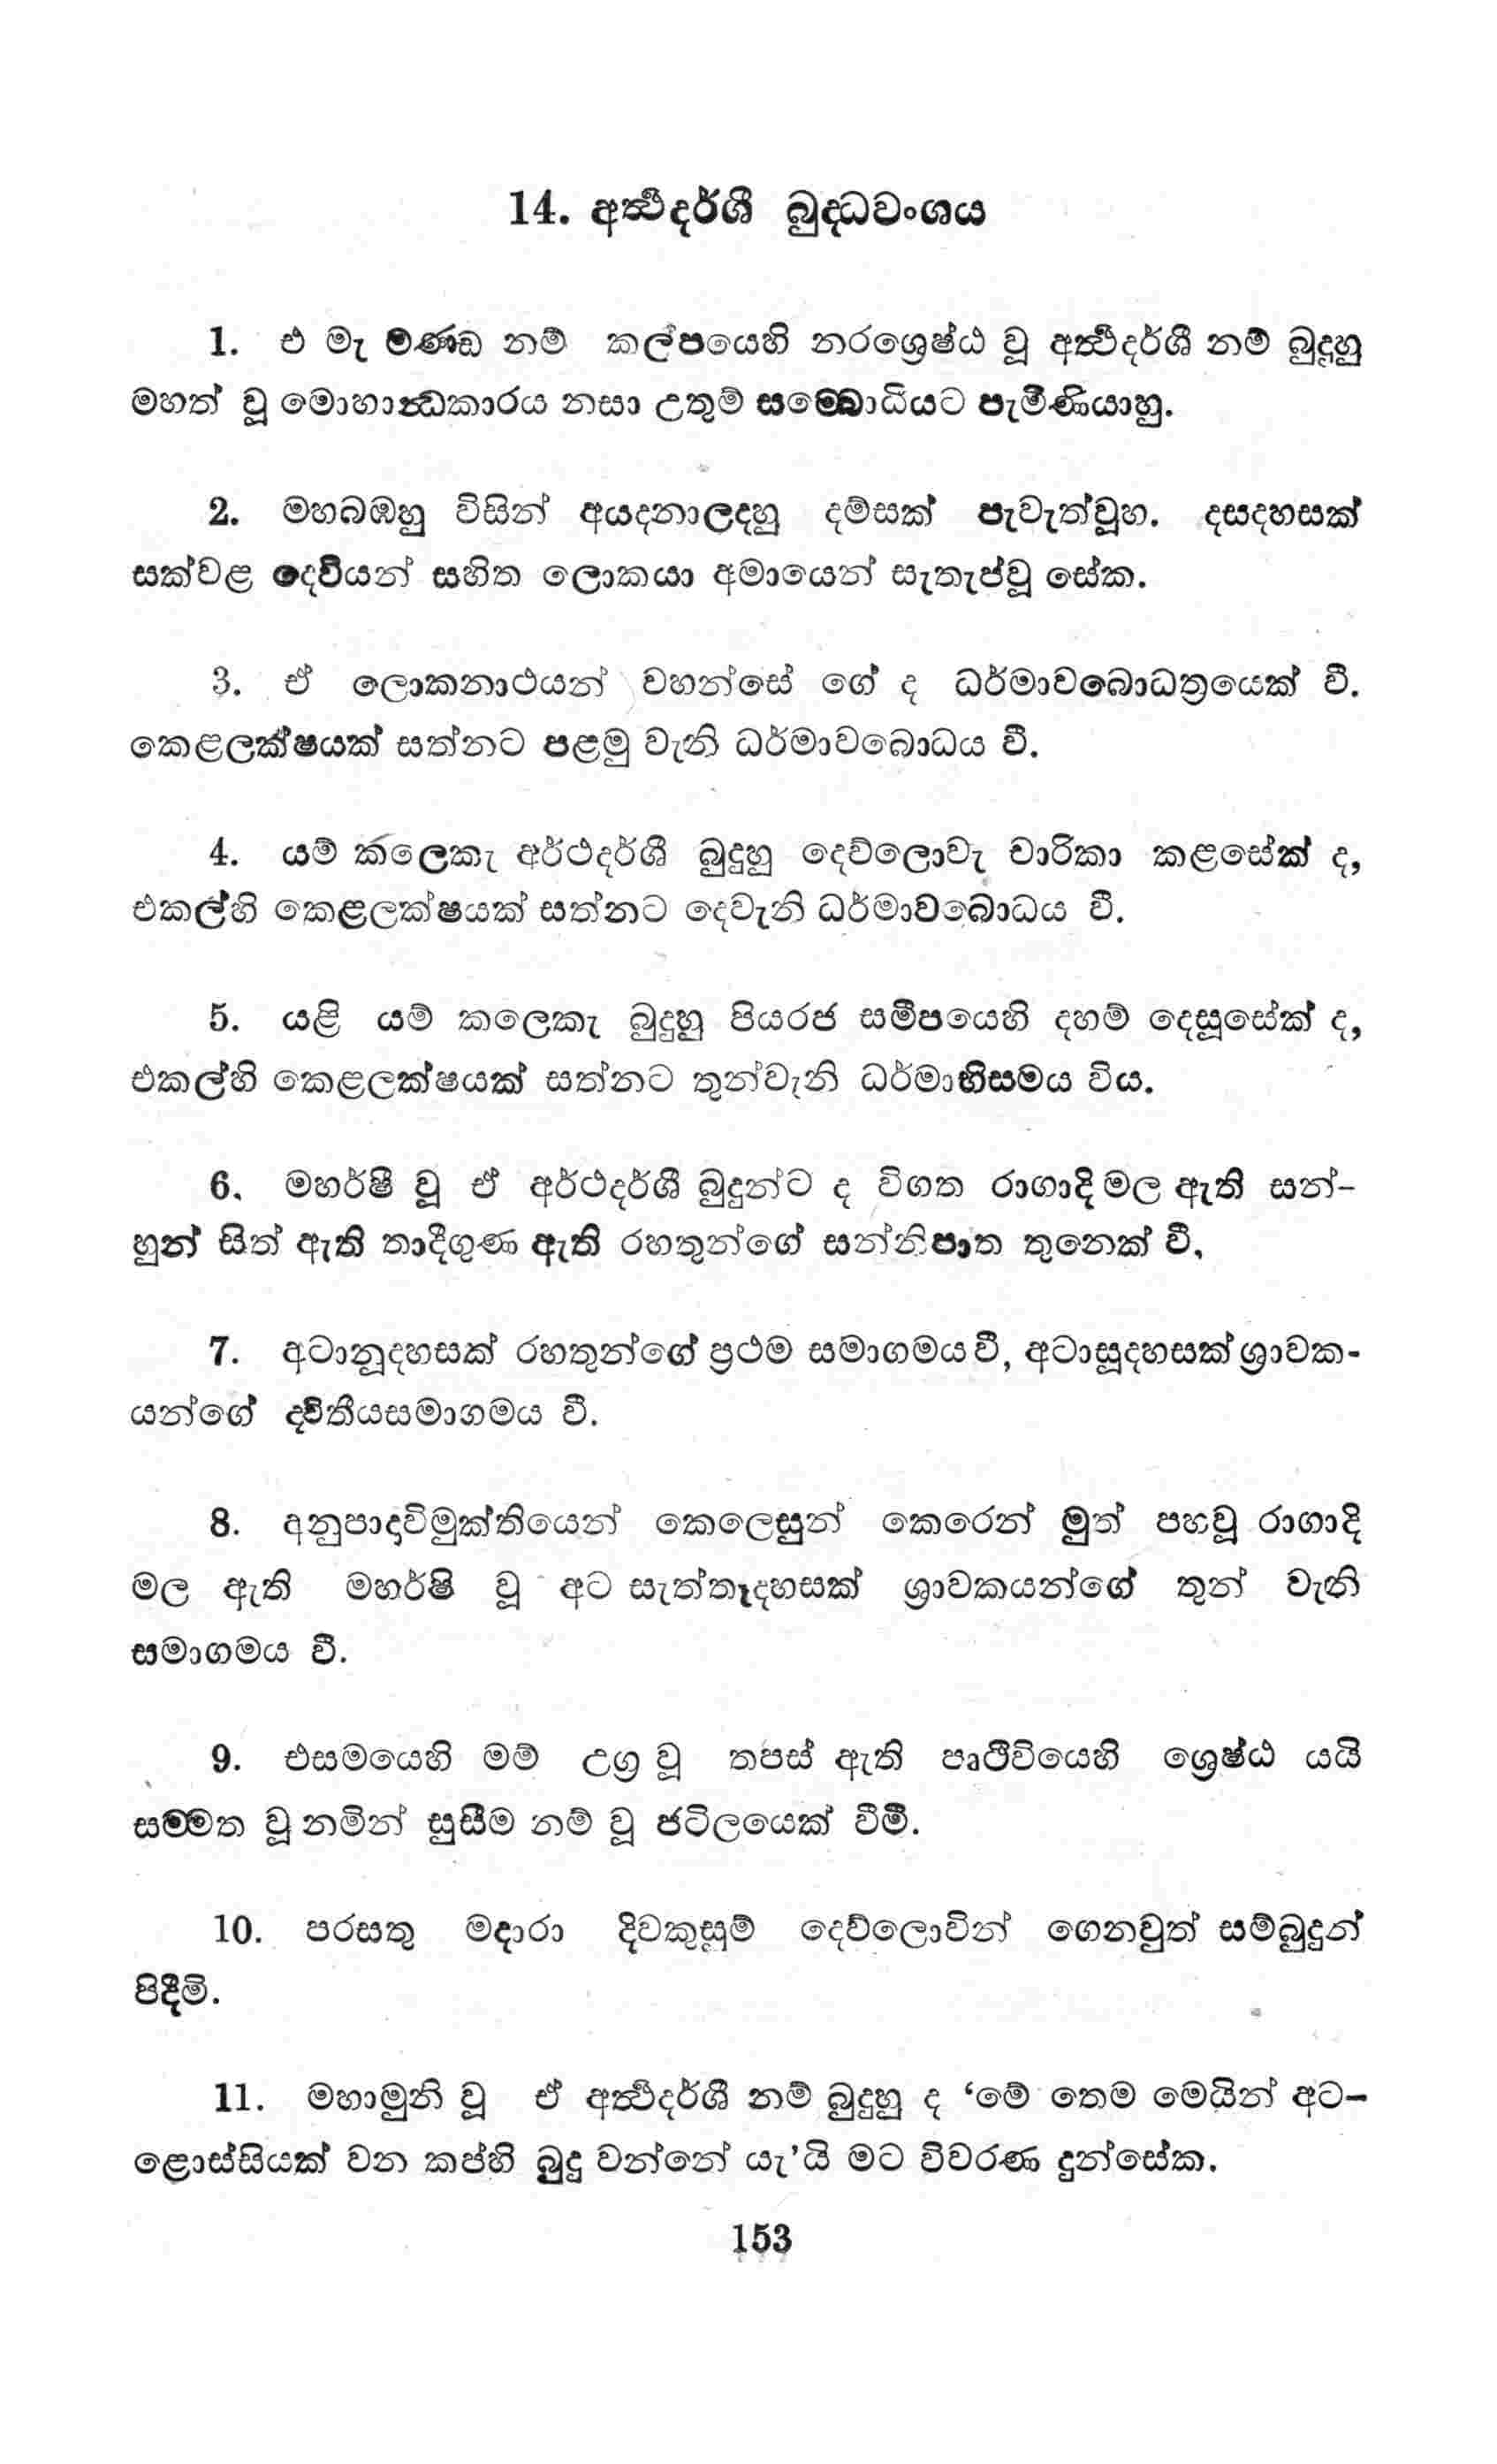 14. අර්‍ත්‍ථදර්ශී බුද්ධවංශය
1. එ මැ මණ්ඩ නම් කල්පයෙහි නරශ්‍රෙෂ්ඨ වූ අර්‍ත්‍ථදර්ශී නම් බුදුහු
මහත් වූ මොහාන්‍ධකාරය නසා උතුම් සම්බොධියට පැමිණියාහු.
2. මහබඹහු විසින් අයදනාලදහු දම්සක් පැවැත්වූහ. දසදහසක්
සක්වළ දෙවියන් සහිත ලොකයා අමායෙන් සැතැප්වූ සේක.
3. ඒ ලොකනාථයන් වහන්සේ ගේ ද ධර්මාවබොධත්‍රයෙක් වී.
කෙළලක්ෂයක් සත්නට පළමු වැනි ධර්මාවබොධය වී.
4. යම් කලෙකැ අර්ථදර්ශී බුදුහු දෙව්ලොවැ චාරිකා කළසේක් ද,
එකල්හි කෙළලක්ෂයක් සත්නට දෙවැනි ධර්මාවබොධය වී.
5. යළි යම් කලෙකැ බුදුහු පියරජ සමීපයෙහි දහම් දෙසූසේක් ද,
එකල්හි කෙළලක්ෂයක් සත්නට තුන්වැනි ධර්මාභිසමය විය.
6. මහර්ෂී වූ ඒ අර්ථදර්ශී බුදුන්ට ද විගත රාගාදි මල ඇති සන්-
හුන් සිත් ඇති තාදීගුණ ඇති රහතුන්ගේ සන්නිපාත තුනෙක් වී,
7. අටානූදහසක් රහතුන්ගේ ප්‍රථම සමාගමය වී, අටාසූදහසක් ශ්‍රාවක-
යන්ගේ ද්විතීයසමාගමය වී.
8. අනුපාදාවිමුක්තියෙන් කෙලෙසුන් කෙරෙන් මුත් පහවූ රාගාදි
මල ඇති මහර්ෂි වූ අට සැත්තෑදහසක් ශ්‍රාවකයන්ගේ තුන් වැනි
සමාගමය වී.
9. එසමයෙහි මම් උග්‍ර වූ තපස් ඇති පෘථිවියෙහි ශ්‍රෙෂ්ඨ යයි
සම්මත වූ නමින් සුසීම නම් වූ ජටිලයෙක් වීමි.
10. පරසතු මදාරා දිවකුසුම් දෙව්ලොවින් ගෙනවුත් සම්බුදුන්
පිදීමි.
11. මහාමුනි වූ ඒ අර්‍ත්‍ථදර්ශී නම් බුදුහු ද ‘මේ තෙම මෙයින් අට-
ළොස්සියක් වන කප්හි බුදු වන්නේ යැ’යි මට විවරණ දුන්සේක.
153